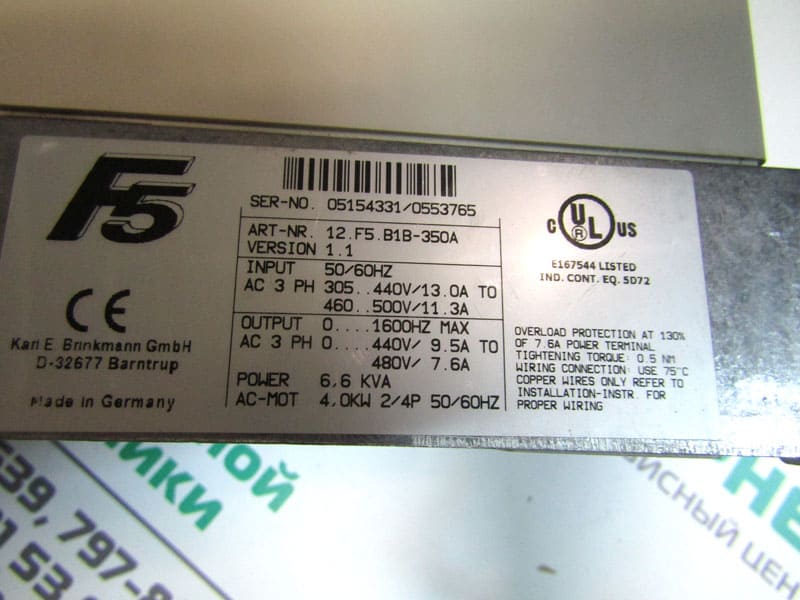 F5
SER-NO. 05154331/0553765
ART-NR. 12.F5.B1B-350A
VERSION 1.1
INPUT 50/60HZ
AC 3 PH 305..440V/13.0A TO
460..500V/11.3A
OUTPUT 0....1600HZ MAX
AC 3 PH 0....440V/ 9.5A TO
480V/ 7.6A
POWER 6,6 KVA
AC-MOT 4,0KW 2/4P 50/60HZ
CE
Karl E. Brinkmann GmbH
D-32677 Barntrup
Made in Germany
C UL US
E167544 LISTED
IND. CONT. EQ. 5D72
OVERLOAD PROTECTION AT 130%
OF 7.6A POWER TERMINAL
TIGHTENING TORQUE: 0.5 NM
WIRING CONNECTION: USE 75°C
COPPER WIRES ONLY REFER TO
INSTALLATION-INSTR. FOR
PROPER WIRING
НОЙ
639, 797-8
53